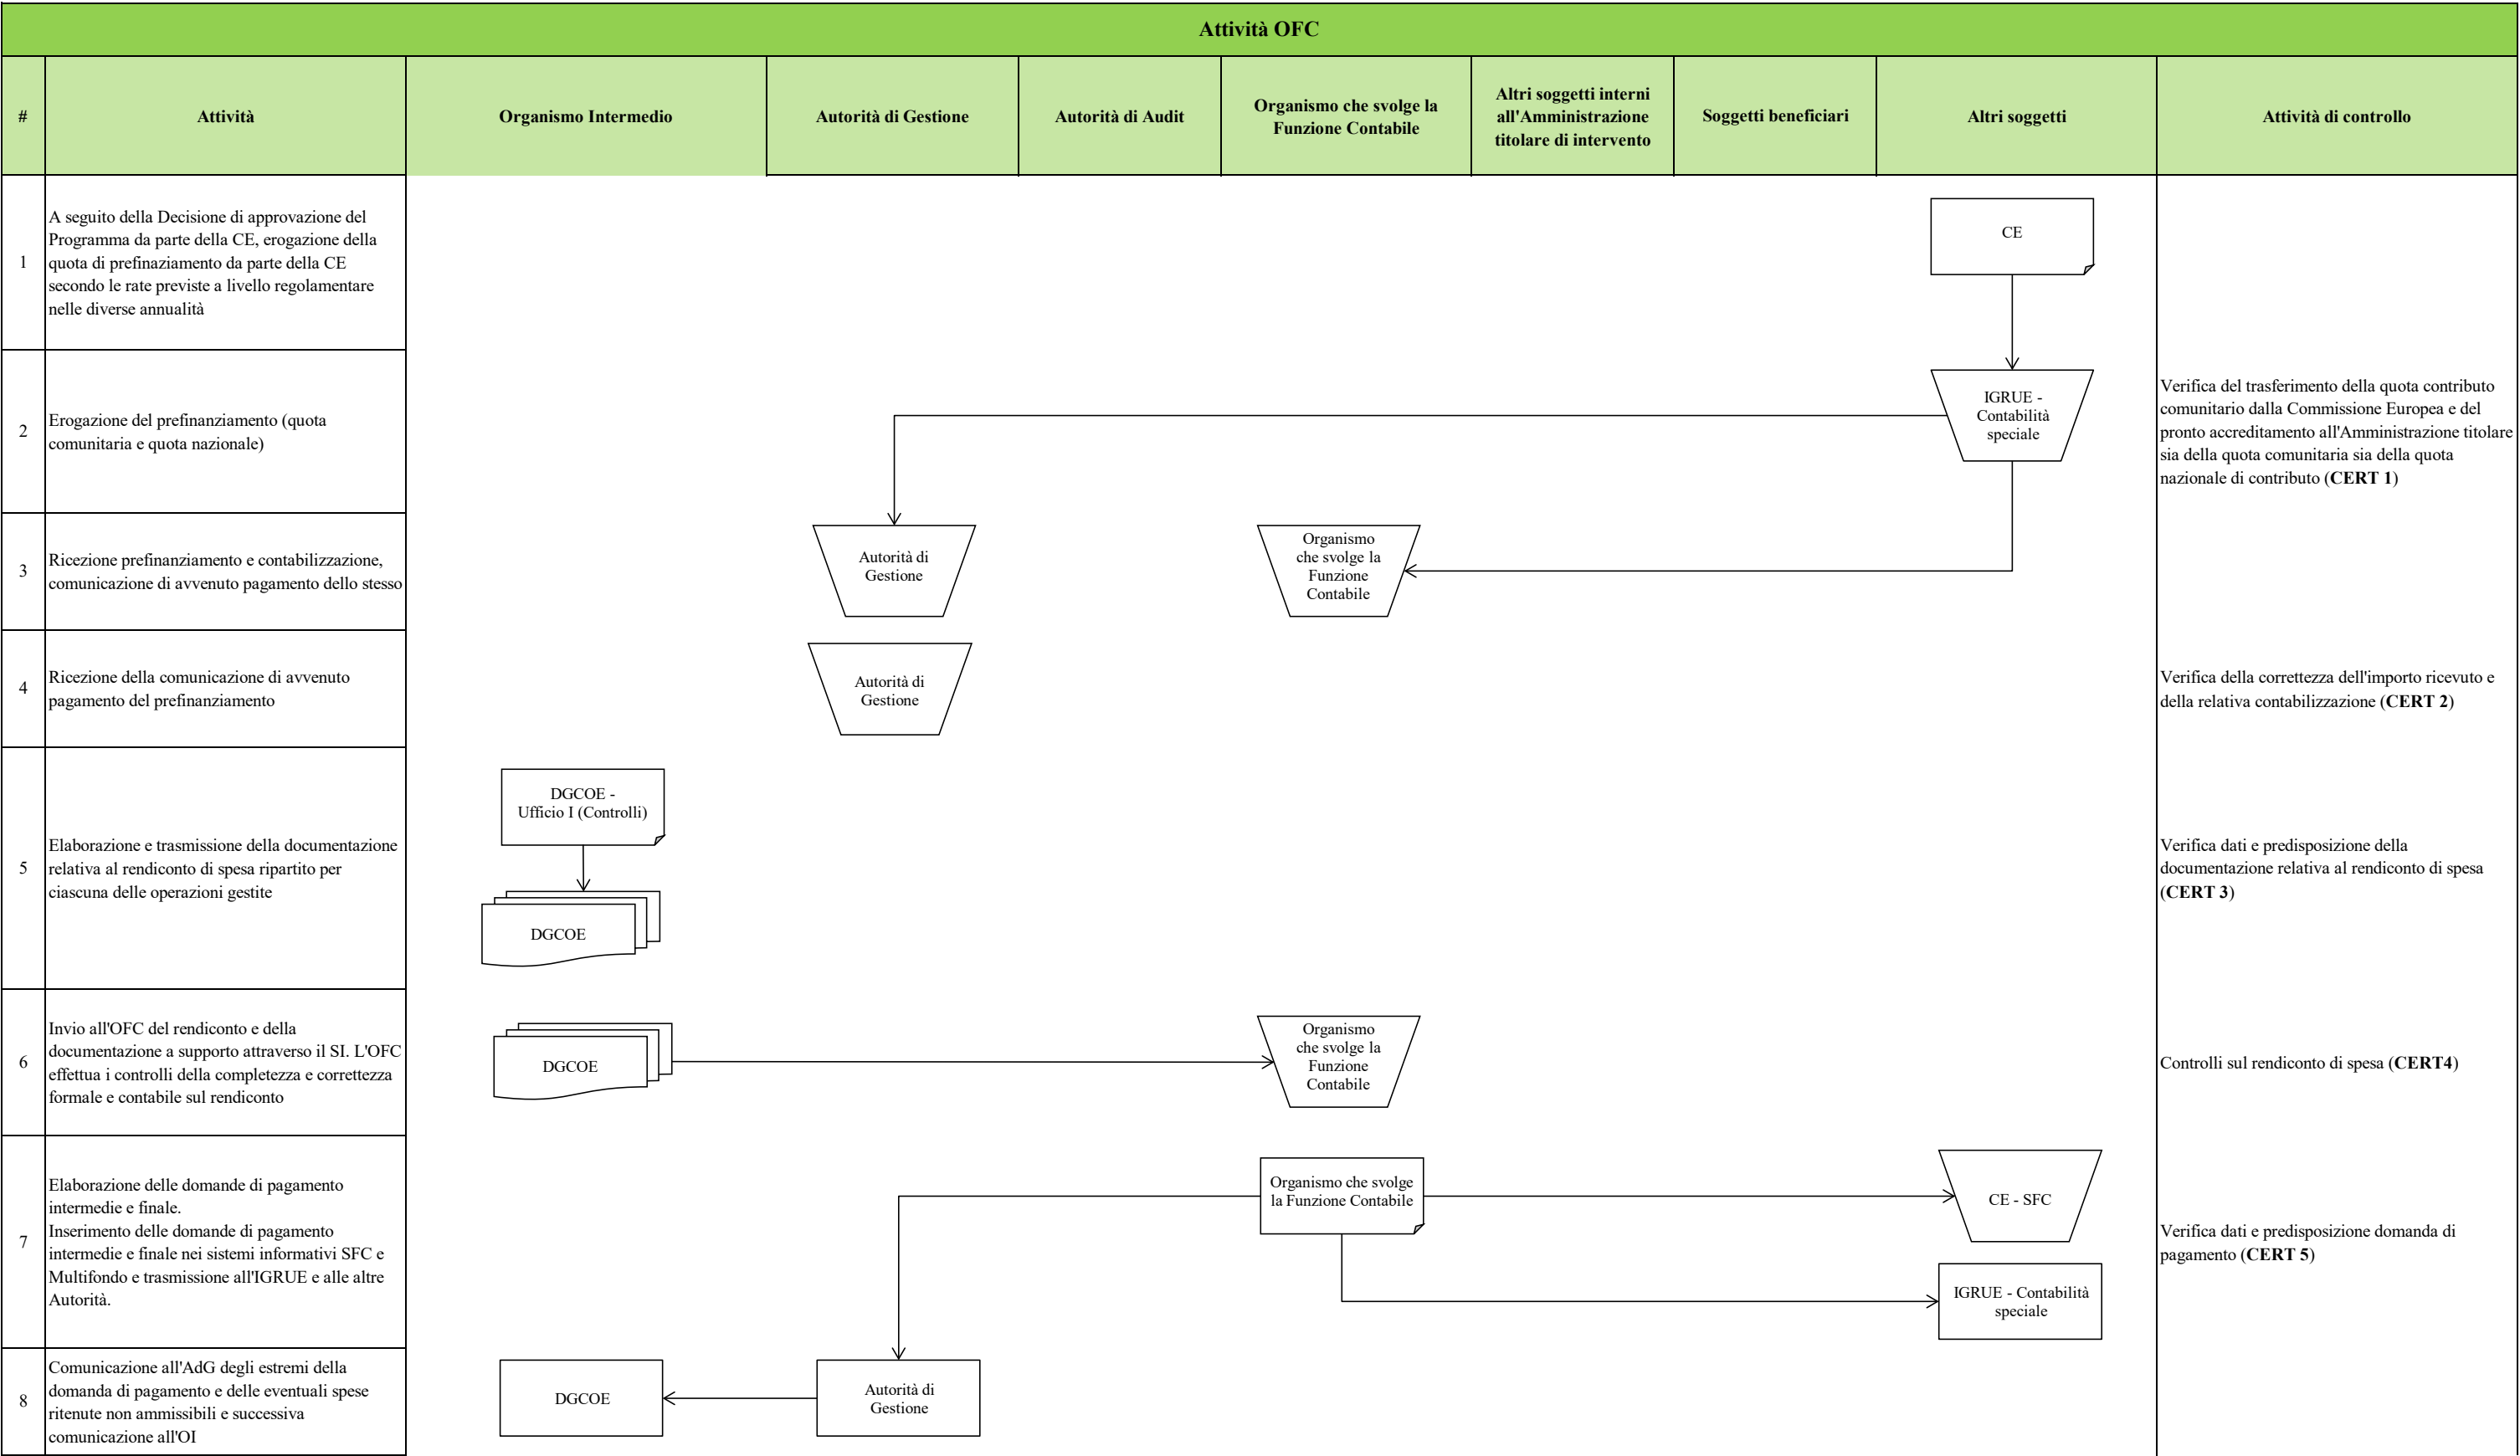 Attività OFC
#
Attività
Organismo Intermedio
Autorità di Gestione
Autorità di Audit
Organismo che svolge la
Funzione Contabile
Altri soggetti interni
all'Amministrazione
titolare di intervento
Soggetti beneficiari
Altri soggetti
Attività di controllo
1
A seguito della Decisione di approvazione del
Programma da parte della CE, erogazione della
quota di prefinaziamento da parte della CE
secondo le rate previste a livello regolamentare
nelle diverse annualità
CE
2
Erogazione del prefinanziamento (quota
comunitaria e quota nazionale)
IGRUE -
Contabilità
speciale
Verifica del trasferimento della quota contributo
comunitario dalla Commissione Europea e del
pronto accreditamento all'Amministrazione titolare
sia della quota comunitaria sia della quota
nazionale di contributo (CERT 1)
3
Ricezione prefinanziamento e contabilizzazione,
comunicazione di avvenuto pagamento dello stesso
Autorità di
Gestione
Organismo
che svolge la
Funzione
Contabile
4
Ricezione della comunicazione di avvenuto
pagamento del prefinanziamento
Autorità di
Gestione
Verifica della correttezza dell'importo ricevuto e
della relativa contabilizzazione (CERT 2)
5
Elaborazione e trasmissione della documentazione
relativa al rendiconto di spesa ripartito per
ciascuna delle operazioni gestite
DGCOE -
Ufficio I (Controlli)
DGCOE
Verifica dati e predisposizione della
documentazione relativa al rendiconto di spesa
(CERT 3)
6
Invio all'OFC del rendiconto e della
documentazione a supporto attraverso il SI. L'OFC
effettua i controlli della completezza e correttezza
formale e contabile sul rendiconto
DGCOE
Organismo
che svolge la
Funzione
Contabile
Controlli sul rendiconto di spesa (CERT4)
7
Elaborazione delle domande di pagamento
intermedie e finale.
Inserimento delle domande di pagamento
intermedie e finale nei sistemi informativi SFC e
Multifondo e trasmissione all'IGRUE e alle altre
Autorità.
Organismo che svolge
la Funzione Contabile
CE - SFC
IGRUE - Contabilità
speciale
Verifica dati e predisposizione domanda di
pagamento (CERT 5)
8
Comunicazione all'AdG degli estremi della
domanda di pagamento e delle eventuali spese
ritenute non ammissibili e successiva
comunicazione all'OI
DGCOE
Autorità di
Gestione